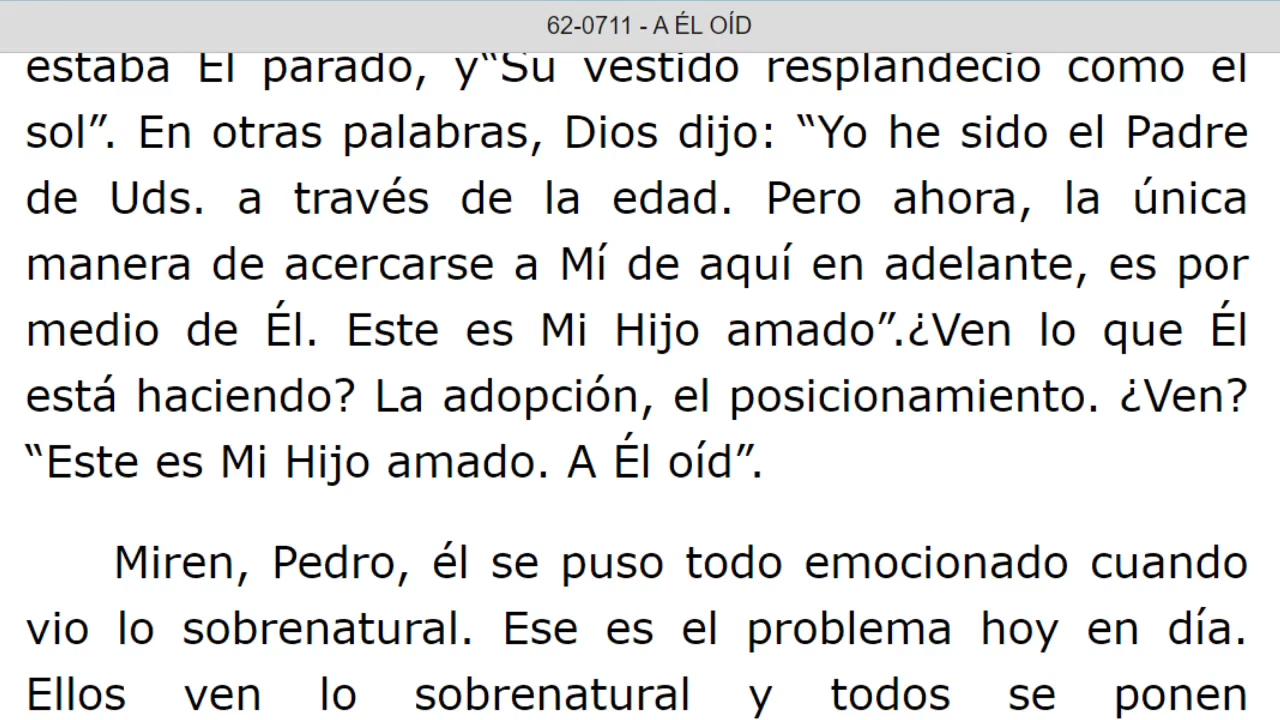 62-0711 - A ÉL OÍD
estaba Él parado, y“Su vestido resplandeció como el
sol”. En otras palabras, Dios dijo: “Yo he sido el Padre
de Uds. a través de la edad. Pero ahora, la única
manera de acercarse a Mí de aquí en adelante, es por
medio de Él. Este es Mi Hijo amado”.¿Ven lo que Él
está haciendo? La adopción, el posicionamiento. ¿Ven?
“Este es Mi Hijo amado. A Él oíd”.
Miren, Pedro, él se puso todo emocionado cuando
vio lo sobrenatural. Ese es el problema hoy en día.
Ellos ven lo sobrenatural y todos se ponen